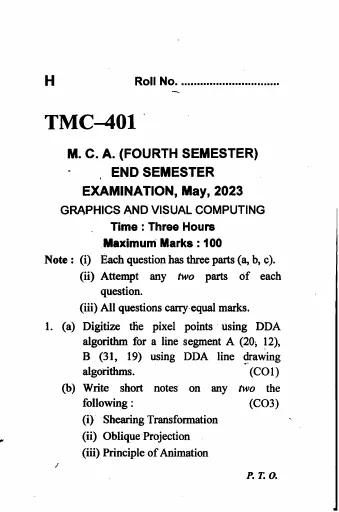 H Roll No. ...............................
TMC–401
M. C. A. (FOURTH SEMESTER)
END SEMESTER
EXAMINATION, May, 2023
GRAPHICS AND VISUAL COMPUTING
Time : Three Hours
Maximum Marks : 100
Note : (i) Each question has three parts (a, b, c).
(ii) Attempt any two parts of each
question.
(iii) All questions carry equal marks.
1. (a) Digitize the pixel points using DDA
algorithm for a line segment A (20, 12),
B (31, 19) using DDA line drawing
algorithms. (CO1)
(b) Write short notes on any two the
following : (CO3)
(i) Shearing Transformation
(ii) Oblique Projection
(iii) Principle of Animation
P. T. O.